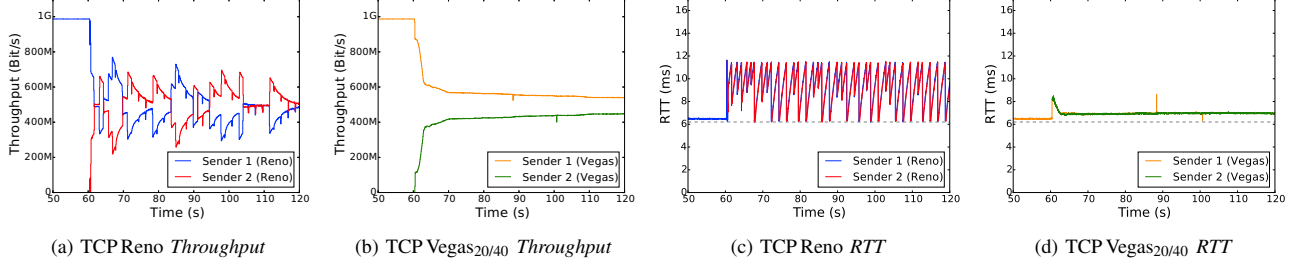 1G
800M
600M
400M
200M
0
50 60 70 80 90 100 110 120
Throughput (Bit/s)
Time (s)
Sender 1 (Reno)
Sender 2 (Reno)
(a) TCP Reno Throughput
1G
800M
600M
400M
200M
0
50 60 70 80 90 100 110 120
Throughput (Bit/s)
Time (s)
Sender 1 (Vegas)
Sender 2 (Vegas)
(b) TCP Vegas20/40 Throughput
16
14
12
10
8
6
4
2
0
50 60 70 80 90 100 110 120
RTT (ms)
Time (s)
Sender 1 (Reno)
Sender 2 (Reno)
(c) TCP Reno RTT
16
14
12
10
8
6
4
2
0
50 60 70 80 90 100 110 120
RTT (ms)
Time (s)
Sender 1 (Vegas)
Sender 2 (Vegas)
(d) TCP Vegas20/40 RTT